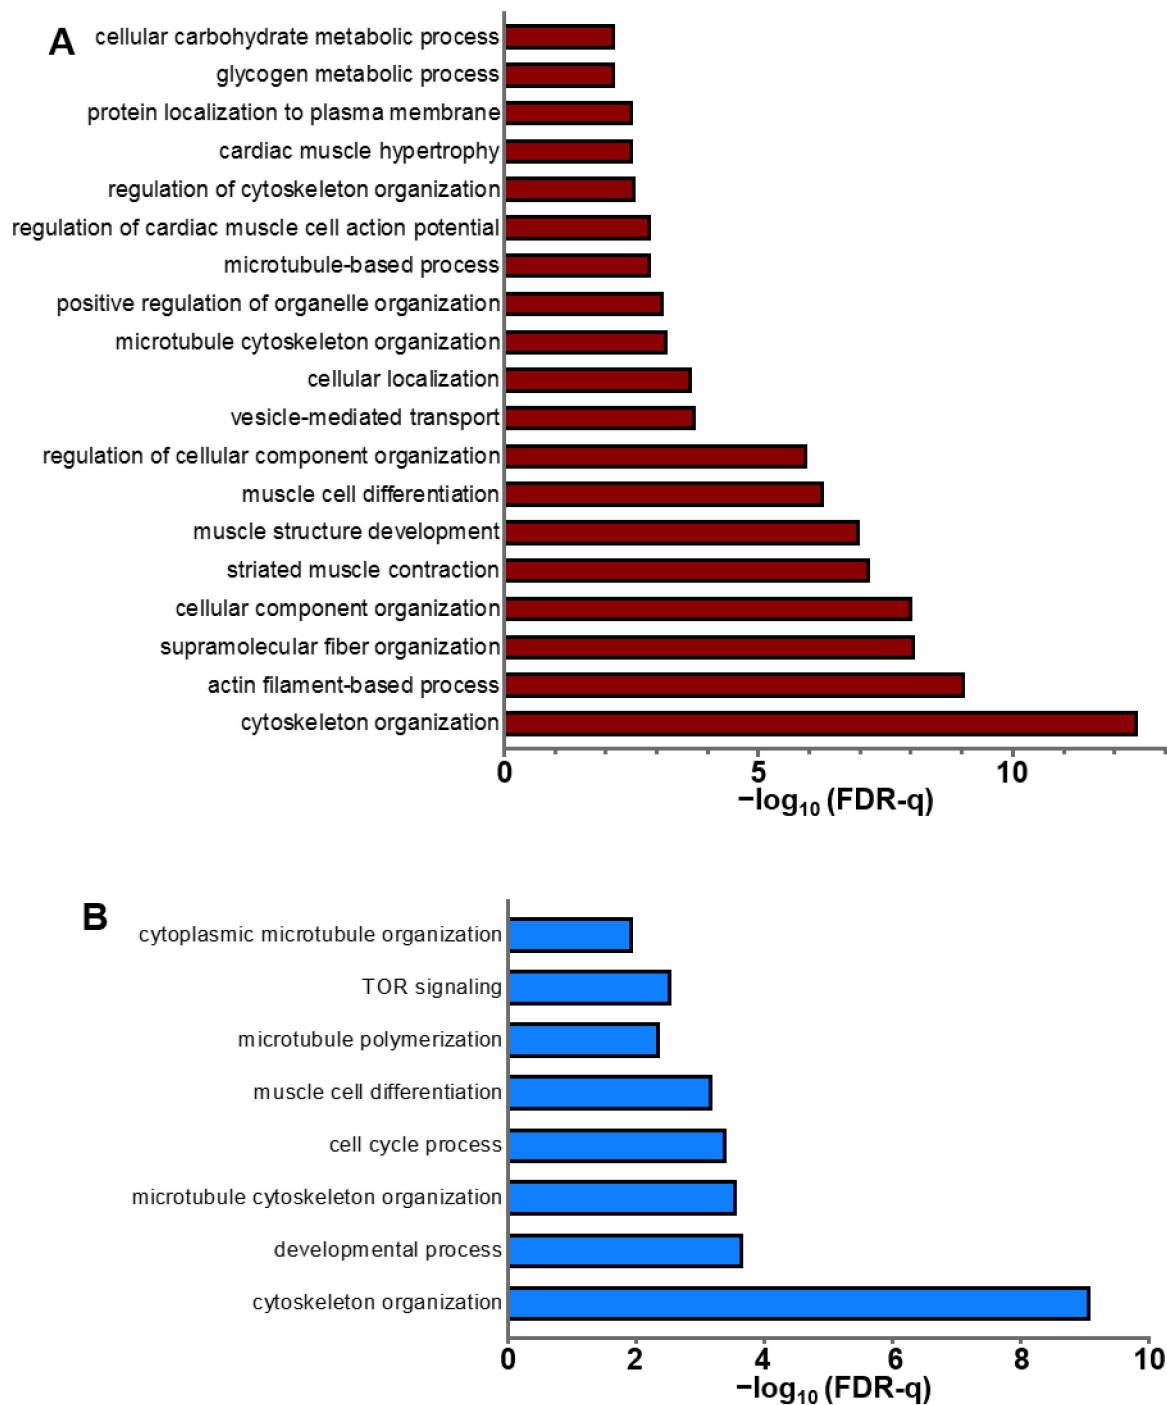 A
cellular carbohydrate metabolic process
glycogen metabolic process
protein localization to plasma membrane
cardiac muscle hypertrophy
regulation of cytoskeleton organization
regulation of cardiac muscle cell action potential
microtubule-based process
positive regulation of organelle organization
microtubule cytoskeleton organization
cellular localization
vesicle-mediated transport
regulation of cellular component organization
muscle cell differentiation
muscle structure development
striated muscle contraction
cellular component organization
supramolecular fiber organization
actin filament-based process
cytoskeleton organization
0 5 10
−log₁₀ (FDR-q)
B
cytoplasmic microtubule organization
TOR signaling
microtubule polymerization
muscle cell differentiation
cell cycle process
microtubule cytoskeleton organization
developmental process
cytoskeleton organization
0 2 4 6 8 10
−log₁₀ (FDR-q)